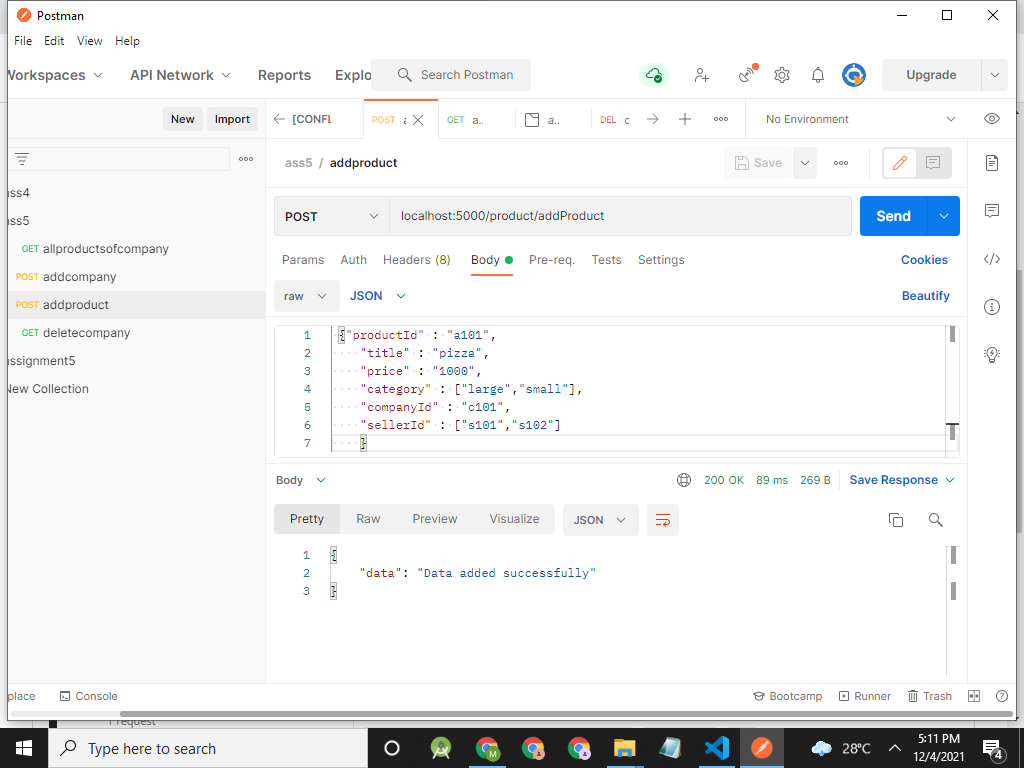 Postman
File Edit View Help
Workspaces API Network Reports Explo Search Postman Upgrade
New Import [CONFL POST a GET a.. a.. DEL c No Environment
ass5 / addproduct Save
ss4
ss5
GET allproductsofcompany
POST addcompany
POST addproduct
GET deletecompany
assignment5
New Collection
POST localhost:5000/product/addProduct Send
Params Auth Headers (8) Body Pre-req. Tests Settings Cookies
raw JSON Beautify
1 {"productId" : "a101",
2 "title" : "pizza",
3 "price" : "1000",
4 "category" : ["large","small"],
5 "companyId" : "c101",
6 "sellerId" : ["s101","s102"]
7 }
Body 200 OK 89 ms 269 B Save Response
Pretty Raw Preview Visualize JSON
1 {
2 "data": "Data added successfully"
3 }
place Console Bootcamp Runner Trash
1 request
Type here to search 28°C 5:11 PM
12/4/2021 4